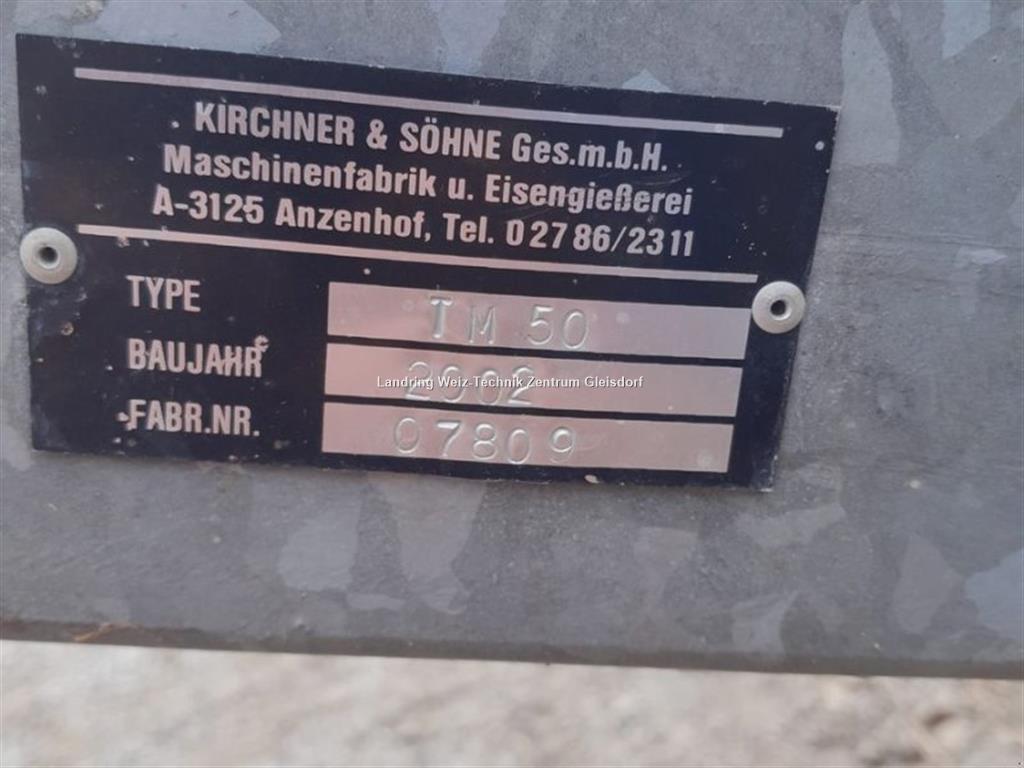 KIRCHNER & SÖHNE Ges.m.b.H.
Maschinenfabrik u. Eisengießerei
A-3125 Anzenhof, Tel. 02786/2311
TYPE TM 50
BAUJAHR 2002
Landring Weiz-Technik Zentrum Gleisdorf
FABR.NR. 07809